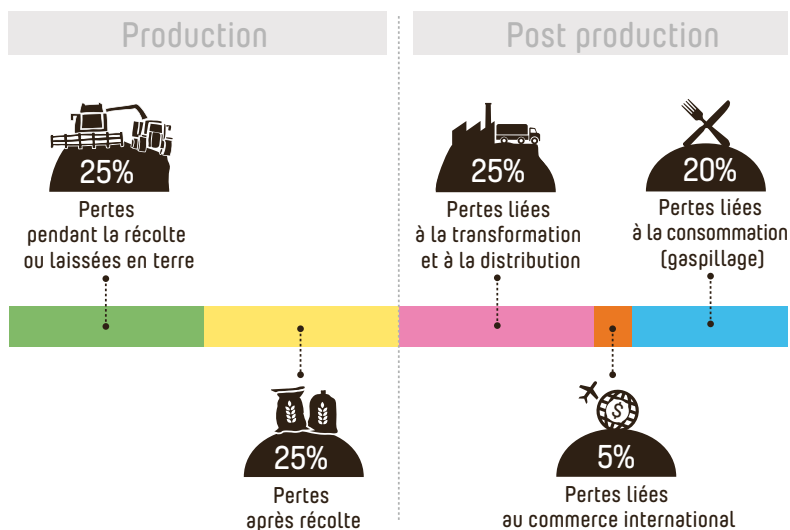 Production
Post production
25%
Pertes
pendant la récolte
ou laissées en terre
25%
Pertes liées
à la transformation
et à la distribution
20%
Pertes liées
à la consommation
(gaspillage)
25%
Pertes
après récolte
$
5%
Pertes liées
au commerce international